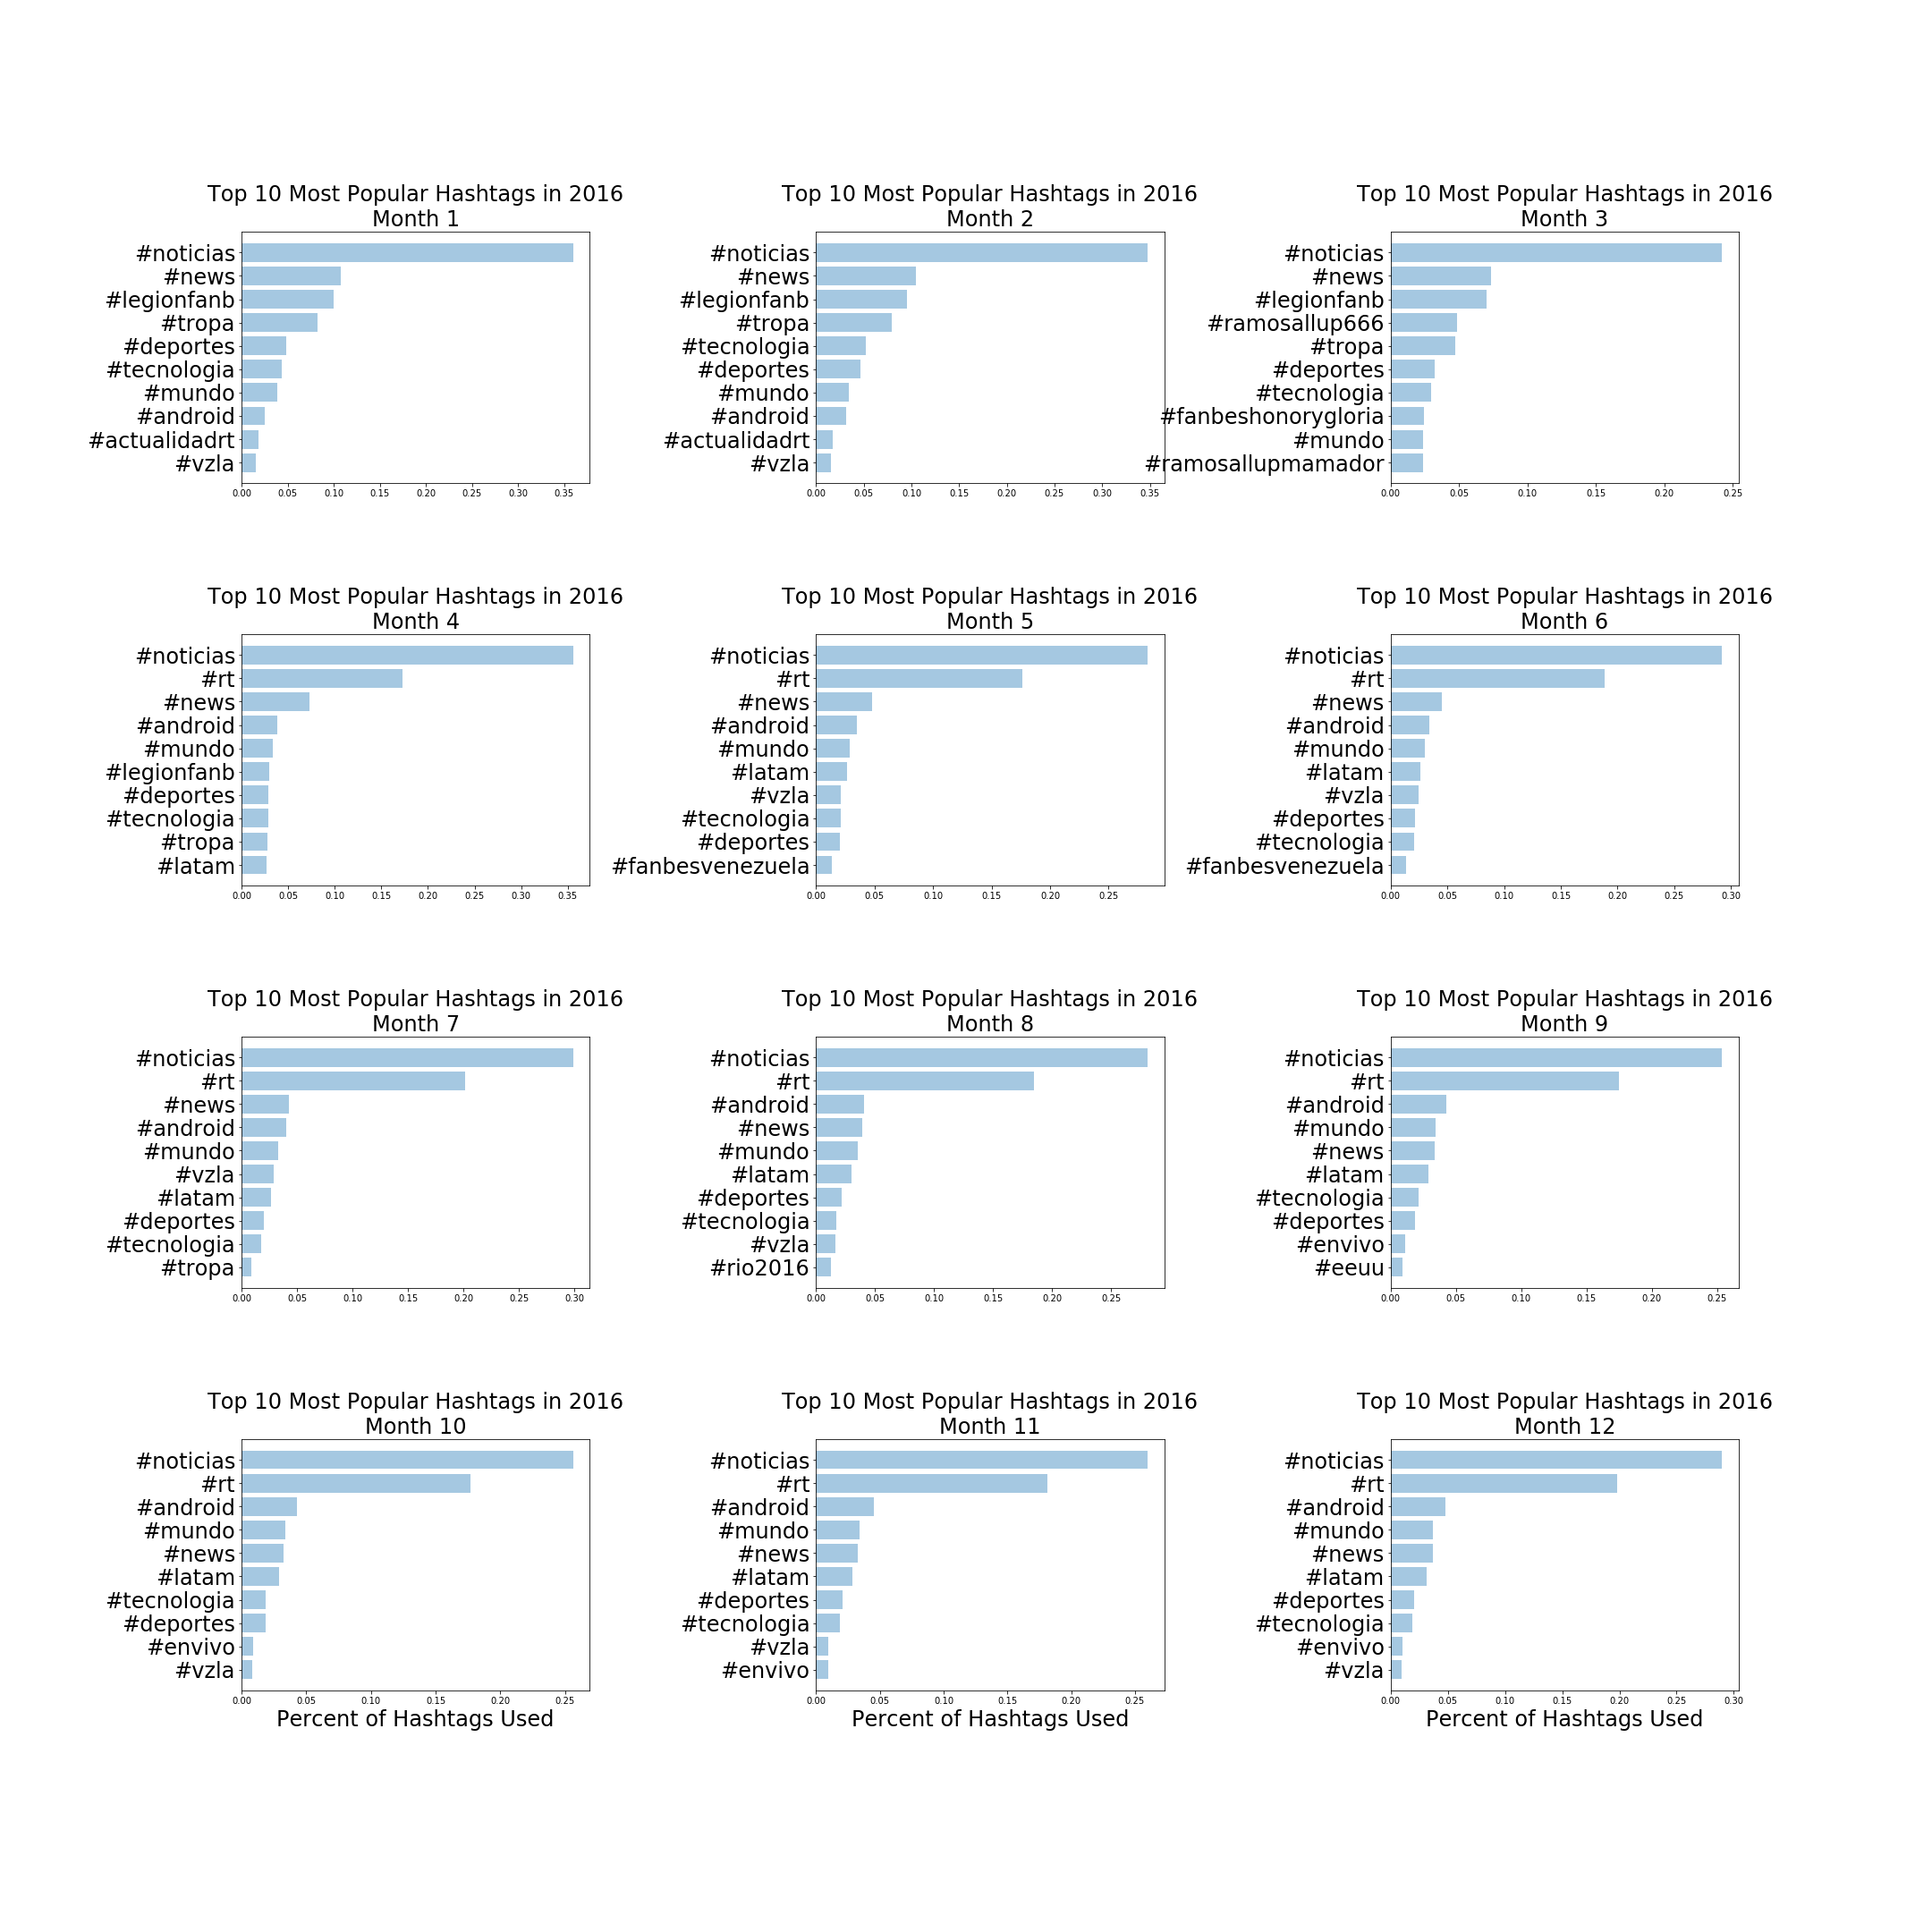 Top 10 Most Popular Hashtags in 2016
Month 1
#noticias
#news
#legionfanb
#tropa
#deportes
#tecnologia
#mundo
#android
#actualidadrt
#vzla
0.00 0.05 0.10 0.15 0.20 0.25 0.30 0.35
Top 10 Most Popular Hashtags in 2016
Month 2
#noticias
#news
#legionfanb
#tropa
#tecnologia
#deportes
#mundo
#android
#actualidadrt
#vzla
0.00 0.05 0.10 0.15 0.20 0.25 0.30 0.35
Top 10 Most Popular Hashtags in 2016
Month 3
#noticias
#news
#legionfanb
#ramosallup666
#tropa
#deportes
#tecnologia
#fanbeshonorygloria
#mundo
#ramosallupmamador
0.00 0.05 0.10 0.15 0.20 0.25
Top 10 Most Popular Hashtags in 2016
Month 4
#noticias
#rt
#news
#android
#mundo
#legionfanb
#deportes
#tecnologia
#tropa
#latam
0.00 0.05 0.10 0.15 0.20 0.25 0.30 0.35
Top 10 Most Popular Hashtags in 2016
Month 5
#noticias
#rt
#news
#android
#mundo
#latam
#vzla
#tecnologia
#deportes
#fanbesvenezuela
0.00 0.05 0.10 0.15 0.20 0.25
Top 10 Most Popular Hashtags in 2016
Month 6
#noticias
#rt
#news
#android
#mundo
#latam
#vzla
#deportes
#tecnologia
#fanbesvenezuela
0.00 0.05 0.10 0.15 0.20 0.25 0.30
Top 10 Most Popular Hashtags in 2016
Month 7
#noticias
#rt
#news
#android
#mundo
#vzla
#latam
#deportes
#tecnologia
#tropa
0.00 0.05 0.10 0.15 0.20 0.25 0.30
Top 10 Most Popular Hashtags in 2016
Month 8
#noticias
#rt
#android
#news
#mundo
#latam
#deportes
#tecnologia
#vzla
#rio2016
0.00 0.05 0.10 0.15 0.20 0.25
Top 10 Most Popular Hashtags in 2016
Month 9
#noticias
#rt
#android
#mundo
#news
#latam
#tecnologia
#deportes
#envivo
#eeuu
0.00 0.05 0.10 0.15 0.20 0.25
Top 10 Most Popular Hashtags in 2016
Month 10
#noticias
#rt
#android
#mundo
#news
#latam
#tecnologia
#deportes
#envivo
#vzla
0.00 0.05 0.10 0.15 0.20 0.25
Percent of Hashtags Used
Top 10 Most Popular Hashtags in 2016
Month 11
#noticias
#rt
#android
#mundo
#news
#latam
#deportes
#tecnologia
#vzla
#envivo
0.00 0.05 0.10 0.15 0.20 0.25
Percent of Hashtags Used
Top 10 Most Popular Hashtags in 2016
Month 12
#noticias
#rt
#android
#mundo
#news
#latam
#deportes
#tecnologia
#envivo
#vzla
0.00 0.05 0.10 0.15 0.20 0.25 0.30
Percent of Hashtags Used